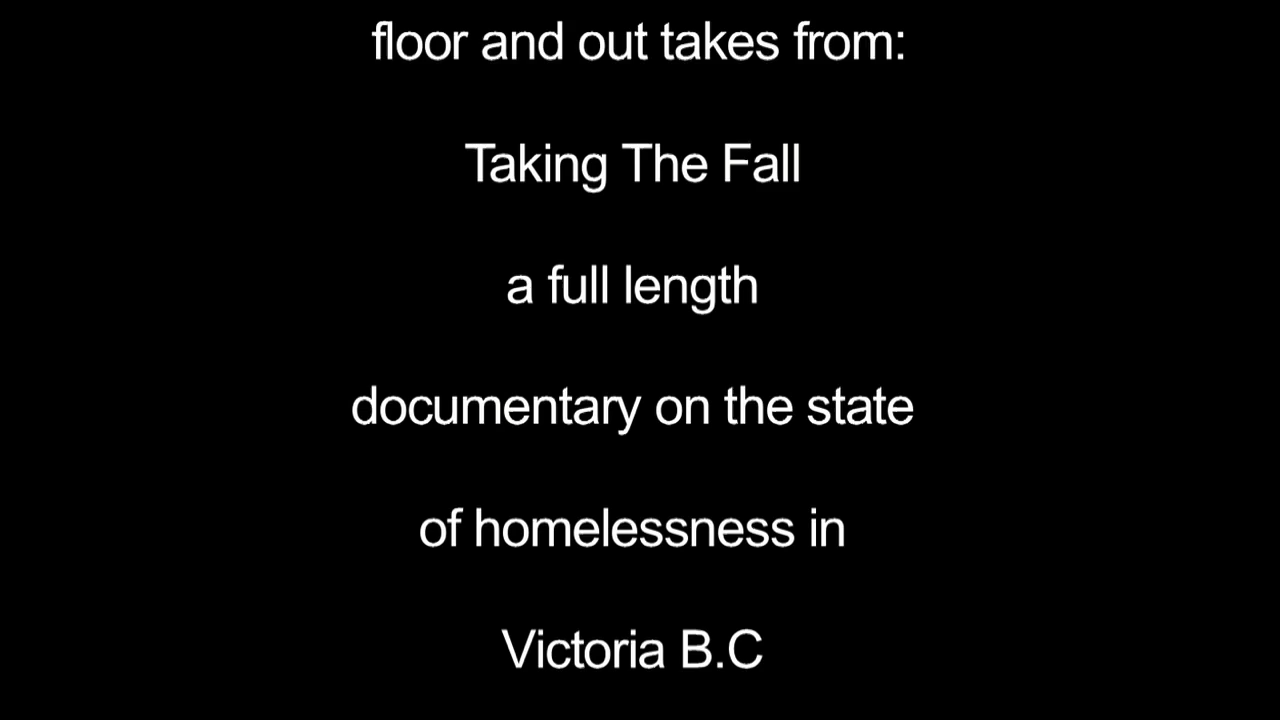 floor and out takes from:
Taking The Fall
a full length
documentary on the state
of homelessness in
Victoria B.C